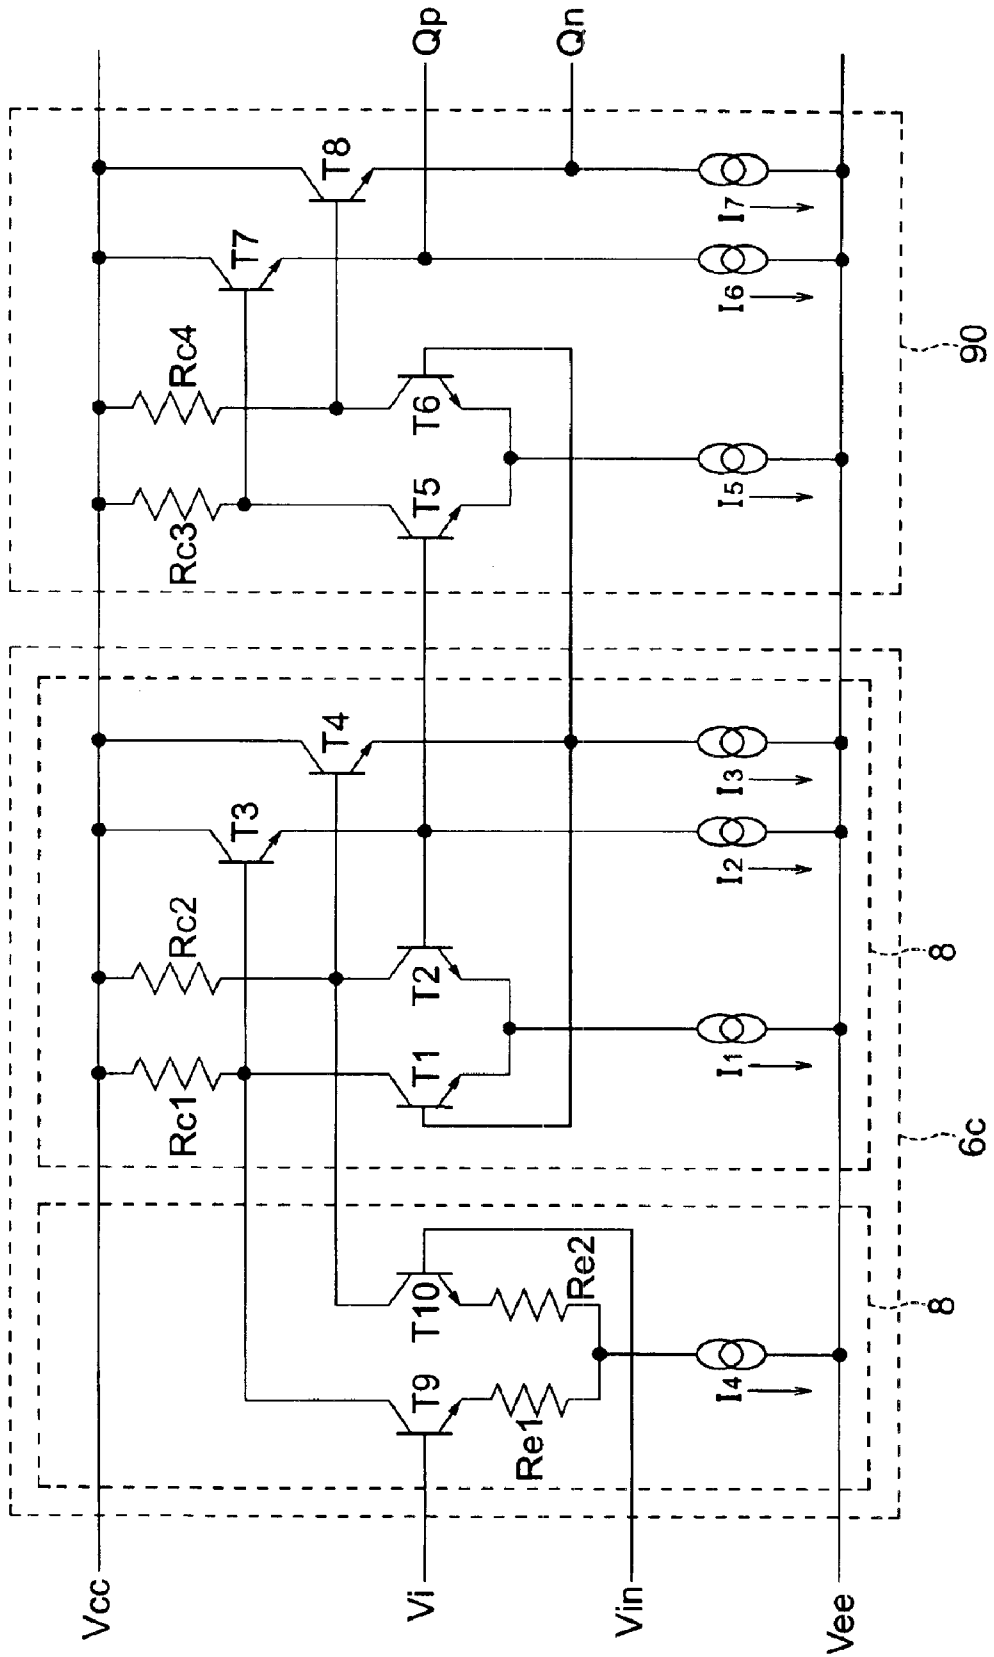 Vcc
Vi
Vin
Vee
T9
T10
Re1
Re2
I4
8
Rc1
Rc2
T1
T2
T3
T4
I1
I2
I3
8
6c
Rc3
Rc4
T5
T6
T7
T8
I5
I6
I7
90
Qp
Qn